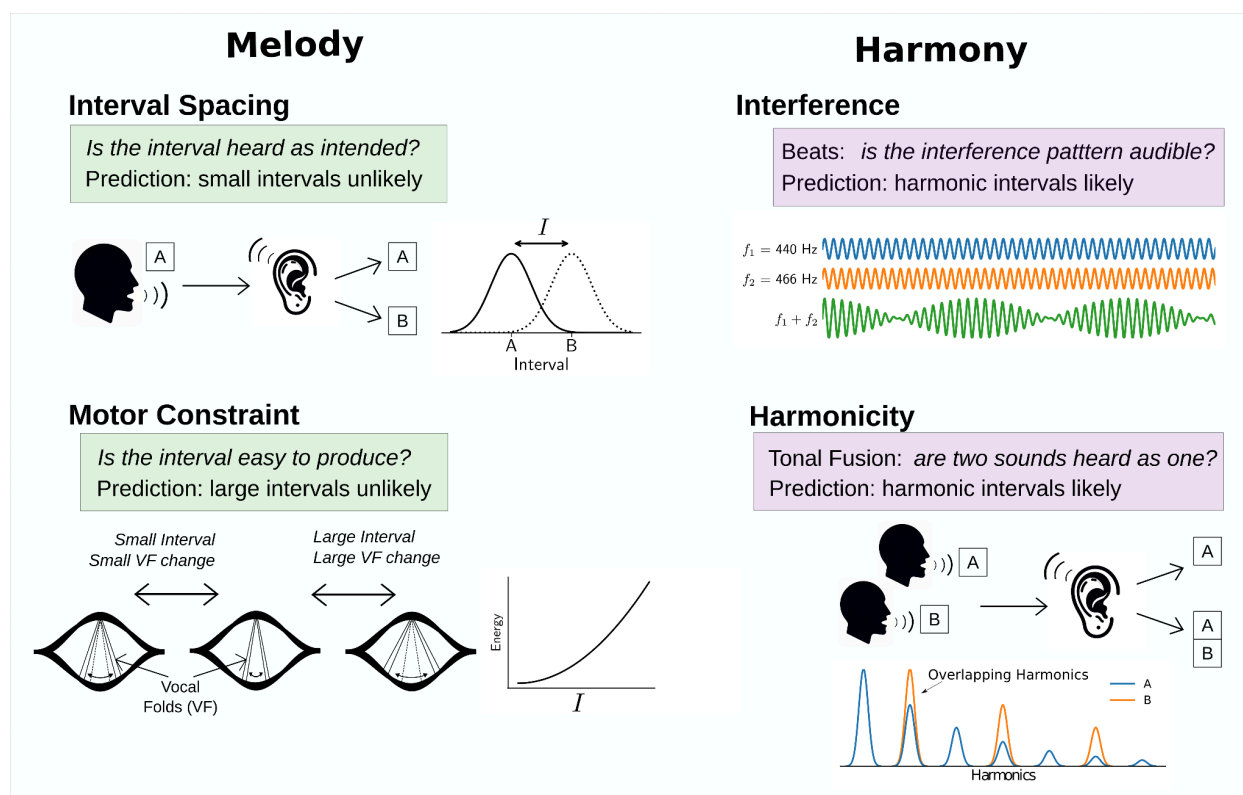 Melody
Interval Spacing
Is the interval heard as intended?
Prediction: small intervals unlikely
A
A
B
I
A B
Interval
Motor Constraint
Is the interval easy to produce?
Prediction: large intervals unlikely
Small Interval
Small VF change
Large Interval
Large VF change
Vocal
Folds (VF)
Energy
I
Harmony
Interference
Beats: is the interference patttern audible?
Prediction: harmonic intervals likely
f₁ = 440 Hz
f₂ = 466 Hz
f₁ + f₂
Harmonicity
Tonal Fusion: are two sounds heard as one?
Prediction: harmonic intervals likely
A
B
A
A
B
Overlapping Harmonics
A
B
Harmonics